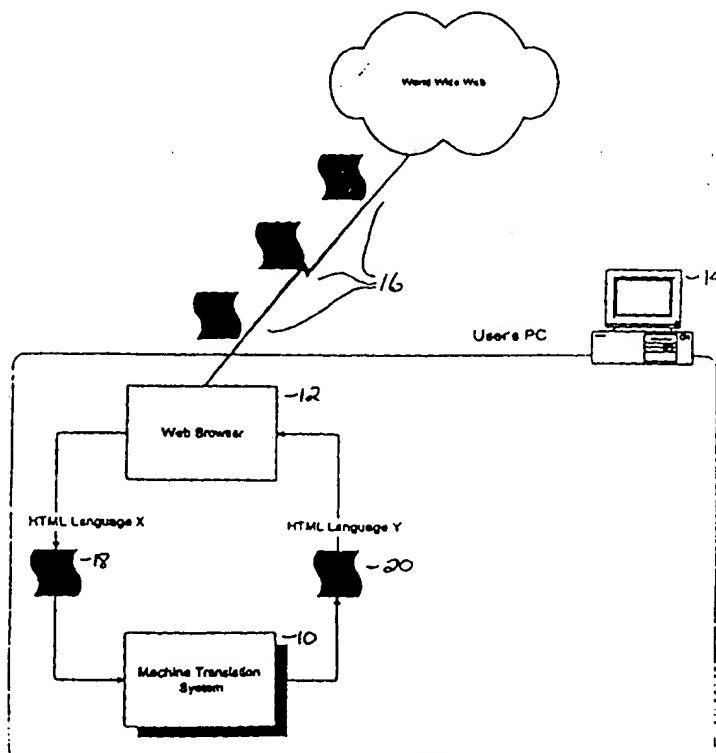 World Wide Web
16
14
User's PC
12
Web Browser
HTML Language X
HTML Language Y
18
20
10
Machine Translation
System